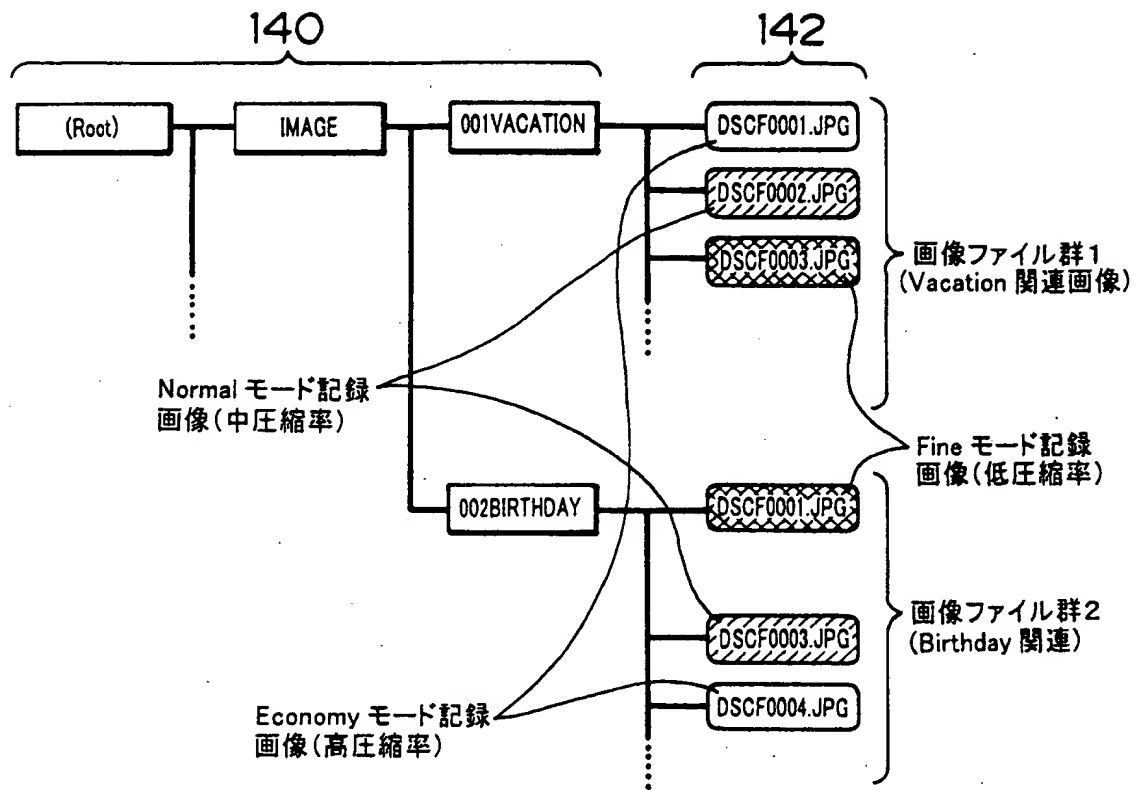 140
142
(Root)
IMAGE
001VACATION
DSCF0001.JPG
DSCF0002.JPG
DSCF0003.JPG
画像ファイル群1
(Vacation 関連画像)
Normal モード記録
画像(中圧縮率)
Fine モード記録
画像(低圧縮率)
002BIRTHDAY
DSCF0001.JPG
DSCF0003.JPG
DSCF0004.JPG
画像ファイル群2
(Birthday 関連)
Economy モード記録
画像(高圧縮率)